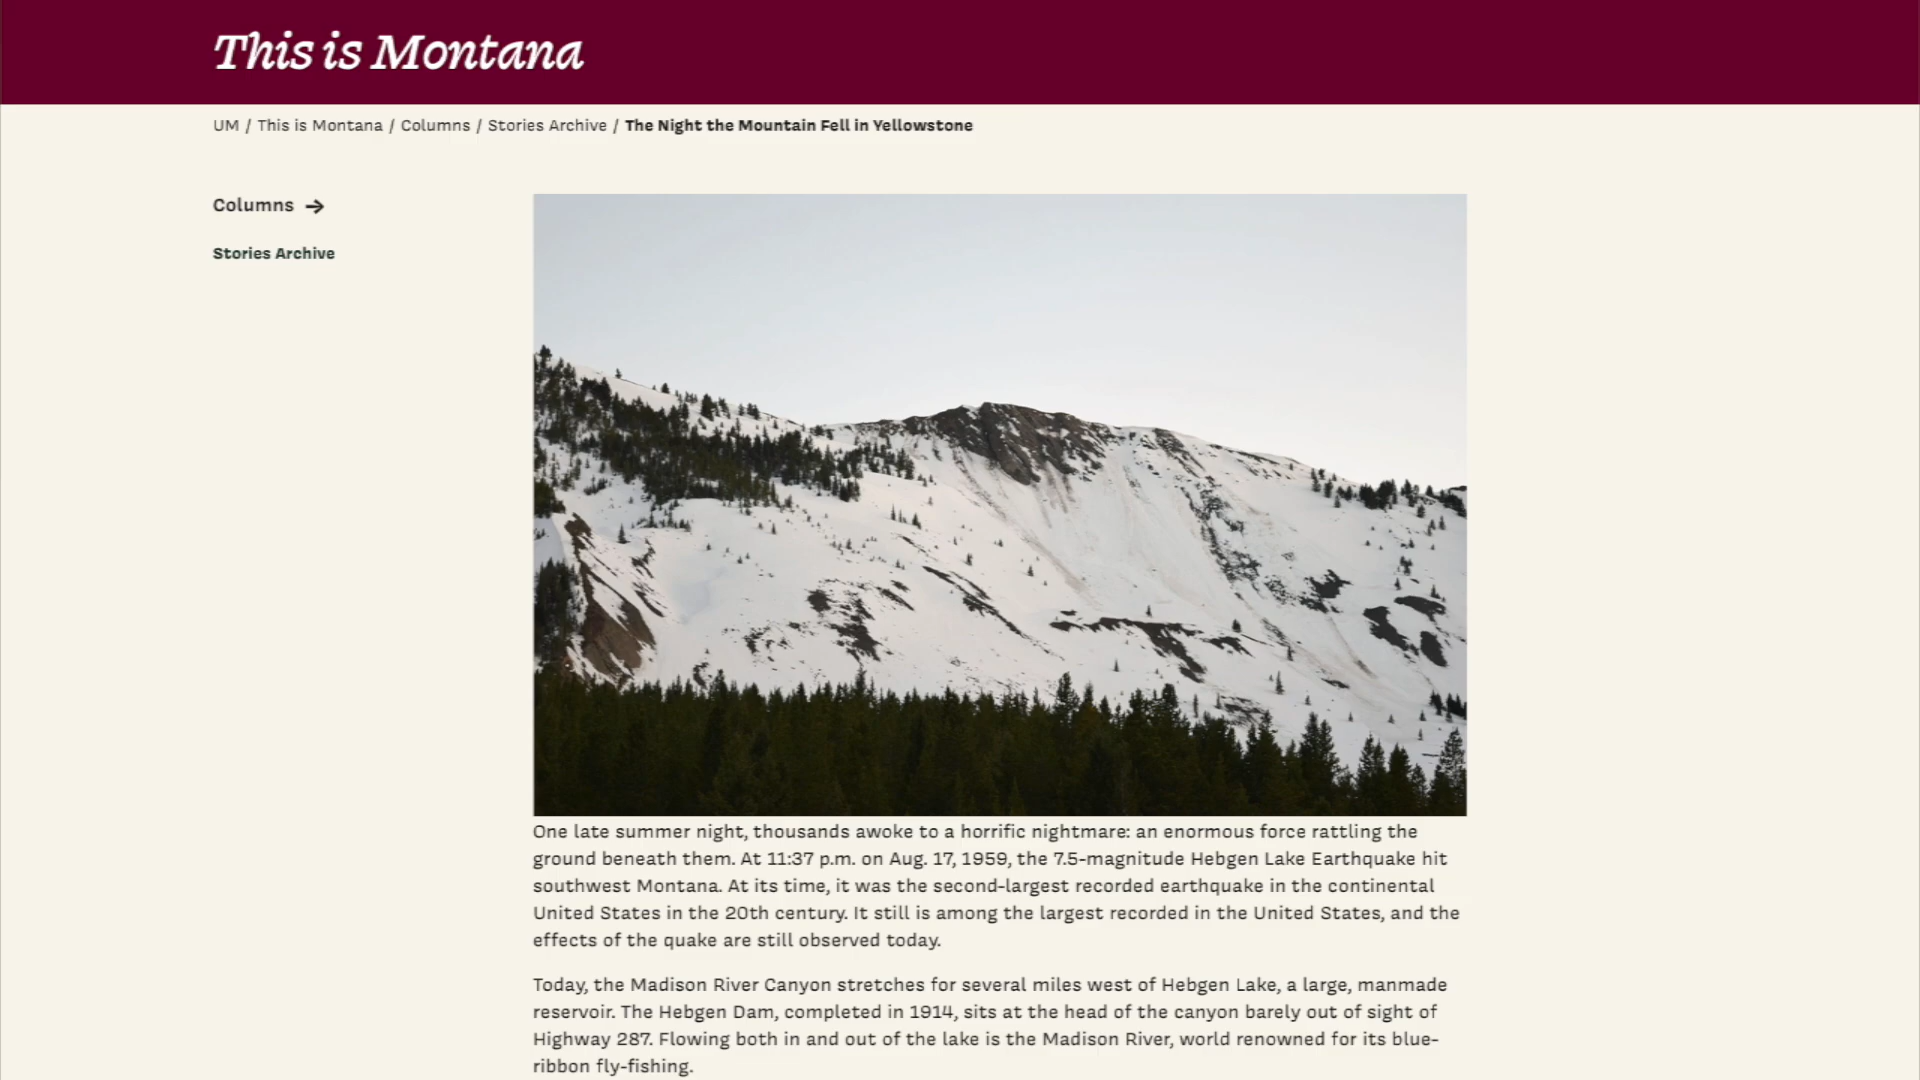 This is Montana
UM / This is Montana / Columns / Stories Archive / The Night the Mountain Fell in Yellowstone
Columns →
Stories Archive
One late summer night, thousands awoke to a horrific nightmare: an enormous force rattling the
ground beneath them. At 11:37 p.m. on Aug. 17, 1959, the 7.5-magnitude Hebgen Lake Earthquake hit
southwest Montana. At its time, it was the second-largest recorded earthquake in the continental
United States in the 20th century. It still is among the largest recorded in the United States, and the
effects of the quake are still observed today.
Today, the Madison River Canyon stretches for several miles west of Hebgen Lake, a large, manmade
reservoir. The Hebgen Dam, completed in 1914, sits at the head of the canyon barely out of sight of
Highway 287. Flowing both in and out of the lake is the Madison River, world renowned for its blue-
ribbon fly-fishing.